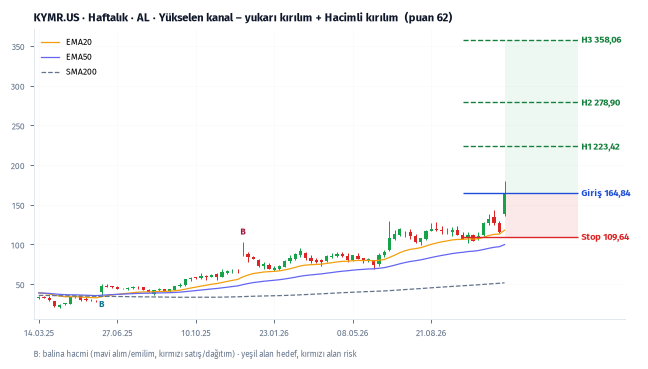 KYMR.US · Haftalık · AL · Yükselen kanal – yukarı kırılım + Hacimli kırılım (puan 62)
EMA20
EMA50
SMA200
350
300
250
200
150
100
50
H3 358,06
H2 278,90
H1 223,42
Giriş 164,84
Stop 109,64
B
B
14.03.25
27.06.25
10.10.25
23.01.26
08.05.26
21.08.26
B: balina hacmi (mavi alım/emilim, kırmızı satış/dağıtım) · yeşil alan hedef, kırmızı alan risk